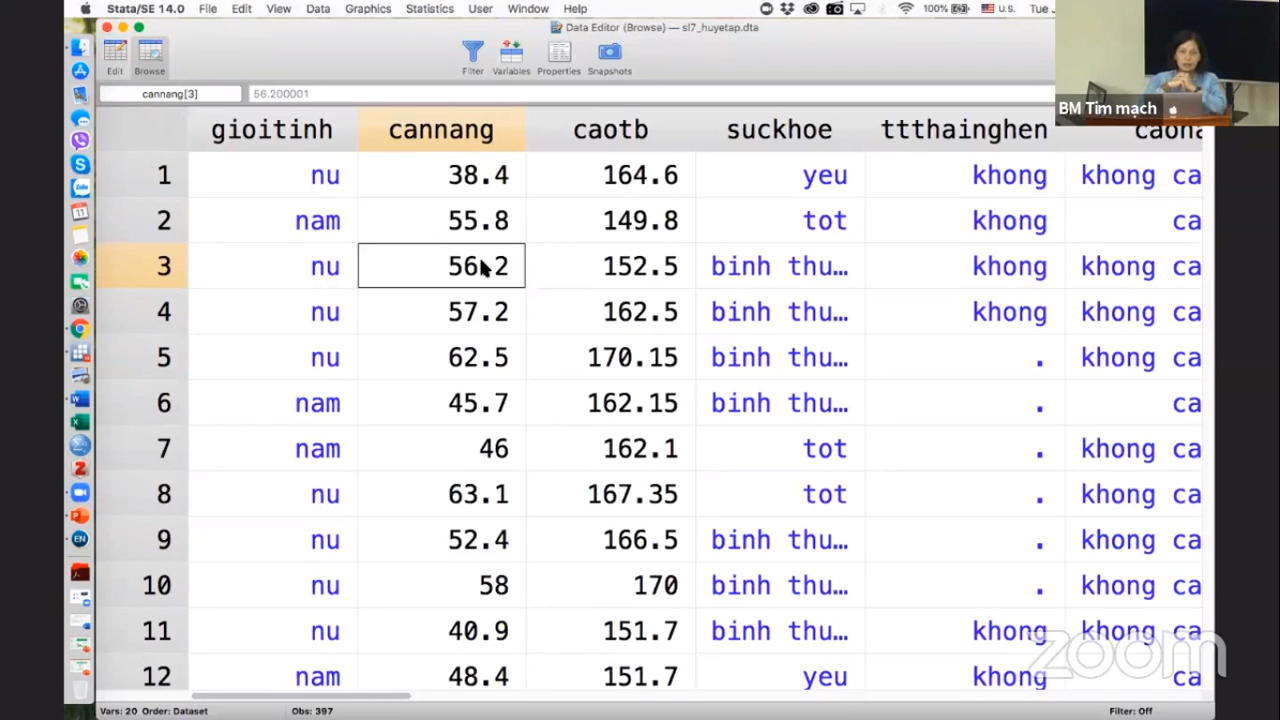 Stata/SE 14.0 File Edit View Data Graphics Statistics User Window Help 100% U.S. Tue
Data Editor (Browse) — sl7_huyetap.dta
Edit Browse Filter Variables Properties Snapshots
cannang[3] 56.200001
BM Tim mạch
gioitinh cannang caotb suckhoe ttthainghen
1 nu 38.4 164.6 yeu khong khong ca
2 nam 55.8 149.8 tot khong ca
3 nu 56.2 152.5 binh thu… khong khong ca
4 nu 57.2 162.5 binh thu… khong khong ca
5 nu 62.5 170.15 binh thu… . khong ca
6 nam 45.7 162.15 binh thu… . ca
7 nam 46 162.1 tot . khong ca
8 nu 63.1 167.35 tot . khong ca
9 nu 52.4 166.5 binh thu… . khong ca
10 nu 58 170 binh thu… . khong ca
11 nu 40.9 151.7 binh thu… khong khong ca
12 nam 48.4 151.7 yeu khong ca
zoom
Vars: 20 Order: Dataset Obs: 397 Filter: Off